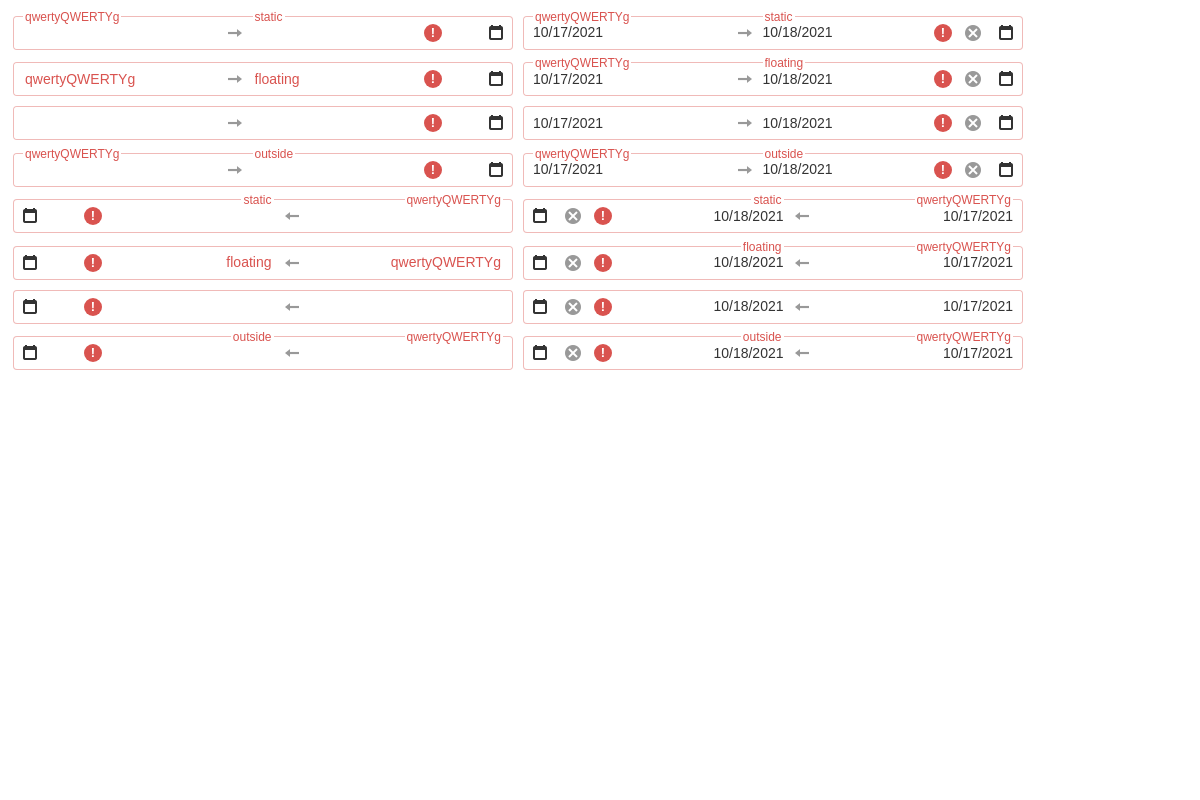 qwertyQWERTYg static qwertyQWERTYg static
10/17/2021 10/18/2021
qwertyQWERTYg floating qwertyQWERTYg floating
10/17/2021 10/18/2021
10/17/2021 10/18/2021
qwertyQWERTYg outside qwertyQWERTYg outside
10/17/2021 10/18/2021
static qwertyQWERTYg static qwertyQWERTYg
10/18/2021 10/17/2021
floating qwertyQWERTYg floating qwertyQWERTYg
10/18/2021 10/17/2021
10/18/2021 10/17/2021
outside qwertyQWERTYg outside qwertyQWERTYg
10/18/2021 10/17/2021